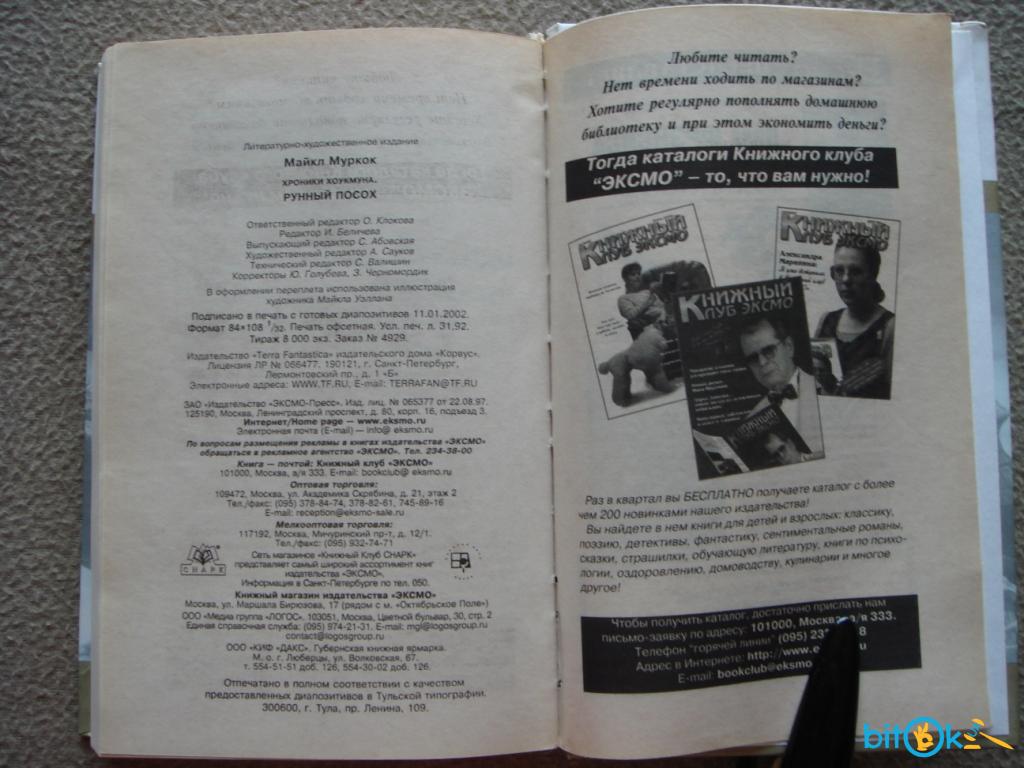 Литературно-художественное издание
Майкл Муркок
ХРОНИКИ ХОУКМУНА.
РУННЫЙ ПОСОХ
Ответственный редактор О. Клокова
Редактор И. Беличева
Выпускающий редактор С. Абовская
Художественный редактор А. Сауков
Технический редактор С. Валишин
Корректоры Ю. Голубева, З. Черномордик
В оформлении переплета использована иллюстрация
художника Майкла Уэллана
Подписано в печать с готовых диапозитивов 11.01.2002.
Формат 84×108 1/32. Печать офсетная. Усл. печ. л. 31,92.
Тираж 8 000 экз. Заказ № 4929.
Издательство «Terra Fantastica» издательского дома «Корвус».
Лицензия ЛР № 066477. 190121, г. Санкт-Петербург,
Лермонтовский пр., д. 1 «Б»
Электронные адреса: WWW.TF.RU, E-mail: TERRAFAN@TF.RU
ЗАО «Издательство «ЭКСМО-Пресс». Изд. лиц. № 065377 от 22.08.97.
125190, Москва, Ленинградский проспект, д. 80, корп. 16, подъезд 3.
Интернет/Home page — www.eksmo.ru
Электронная почта (E-mail) — info@ eksmo.ru
По вопросам размещения рекламы в книгах издательства «ЭКСМО»
обращаться в рекламное агентство «ЭКСМО». Тел. 234-38-00
Книга — почтой: Книжный клуб «ЭКСМО»
101000, Москва, а/я 333. E-mail: bookclub@ eksmo.ru
Оптовая торговля:
109472, Москва, ул. Академика Скрябина, д. 21, этаж 2
Тел./факс: (095) 378-84-74, 378-82-61, 745-89-16
E-mail: reception@eksmo-sale.ru
Мелкооптовая торговля:
117192, Москва, Мичуринский пр-т, д. 12/1.
Тел./факс: (095) 932-74-71
СНАРК
Сеть магазинов «Книжный Клуб СНАРК»
представляет самый широкий ассортимент книг
издательства «ЭКСМО».
Информация в Санкт-Петербурге по тел. 050.
Книжный магазин издательства «ЭКСМО»
Москва, ул. Маршала Бирюзова, 17 (рядом с м. «Октябрьское Поле»)
ООО «Медиа группа «ЛОГОС», 103051, Москва, Цветной бульвар, 30, стр. 2
Единая справочная служба: (095) 974-21-31. E-mail: mgl@logosgroup.ru
contact@logosgroup.ru
ООО «КИФ «ДАКС». Губернская книжная ярмарка.
М. о. г. Люберцы, ул. Волковская, 67.
т. 554-51-51 доб. 126, 554-30-02 доб. 126.
Отпечатано в полном соответствии с качеством
предоставленных диапозитивов в Тульской типографии.
300600, г. Тула, пр. Ленина, 109.
Любите читать?
Нет времени ходить по магазинам?
Хотите регулярно пополнять домашнюю
библиотеку и при этом экономить деньги?
Тогда каталоги Книжного клуба
“ЭКСМО” – то, что вам нужно!
Книжный
Клуб ЭКСМО
Книжный
Клуб ЭКСМО
Александра
Маринина:
Книжный
Клуб ЭКСМО
Книжный
Раз в квартал вы БЕСПЛАТНО получаете каталог с более
чем 200 новинками нашего издательства!
Вы найдете в нем книги для детей и взрослых: классику,
поэзию, детективы, фантастику, сентиментальные романы,
сказки, страшилки, обучающую литературу, книги по психо-
логии, оздоровлению, домоводству, кулинарии и многое
другое!
Чтобы получить каталог, достаточно прислать нам
письмо-заявку по адресу: 101000, Москва, а/я 333.
Телефон "горячей линии" (095) 23
Адрес в Интернете: http://www.e
E-mail: bookclub@eksmo
bitOk